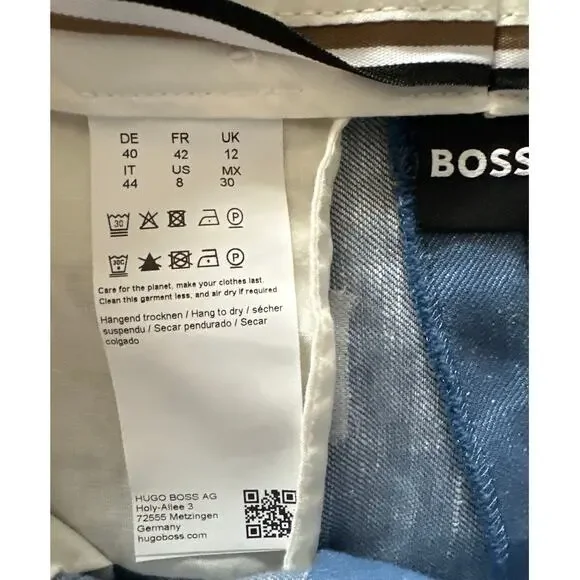 DE FR UK
40 42 12
IT US MX
44 8 30
30 P
30C P
Care for the planet, make your clothes last.
Clean this garment less, and air dry if required
Hängend trocknen / Hang to dry / sécher
suspendu / Secar pendurado / Secar
colgado
HUGO BOSS AG
Holy-Allee 3
72555 Metzingen
Germany
hugoboss.com
BOSS